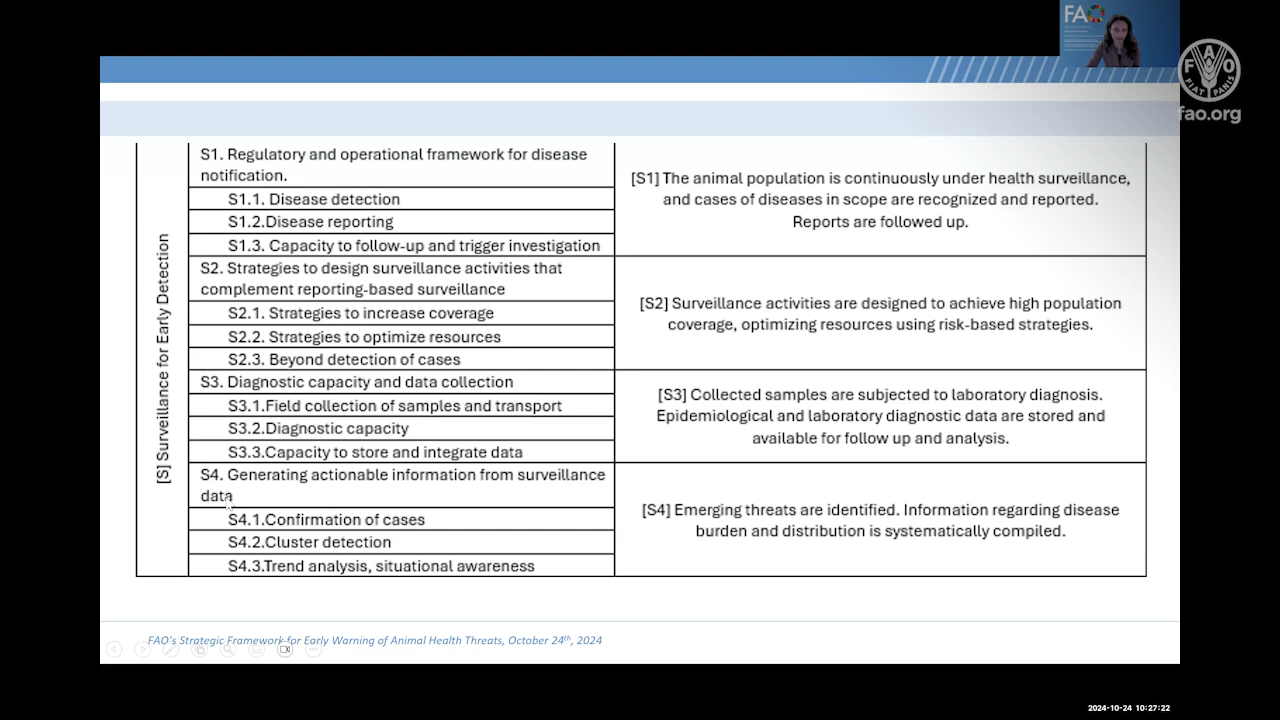 FAO
FAO
FIAT PANIS
fao.org
[S] Surveillance for Early Detection
S1. Regulatory and operational framework for disease
notification.
S1.1. Disease detection
S1.2.Disease reporting
S1.3. Capacity to follow-up and trigger investigation
[S1] The animal population is continuously under health surveillance,
and cases of diseases in scope are recognized and reported.
Reports are followed up.
S2. Strategies to design surveillance activities that
complement reporting-based surveillance
S2.1. Strategies to increase coverage
S2.2. Strategies to optimize resources
S2.3. Beyond detection of cases
[S2] Surveillance activities are designed to achieve high population
coverage, optimizing resources using risk-based strategies.
S3. Diagnostic capacity and data collection
S3.1.Field collection of samples and transport
S3.2.Diagnostic capacity
S3.3.Capacity to store and integrate data
[S3] Collected samples are subjected to laboratory diagnosis.
Epidemiological and laboratory diagnostic data are stored and
available for follow up and analysis.
S4. Generating actionable information from surveillance
data
S4.1.Confirmation of cases
S4.2.Cluster detection
S4.3.Trend analysis, situational awareness
[S4] Emerging threats are identified. Information regarding disease
burden and distribution is systematically compiled.
FAO's Strategic Framework for Early Warning of Animal Health Threats, October 24th, 2024
2024-10-24 10:27:22